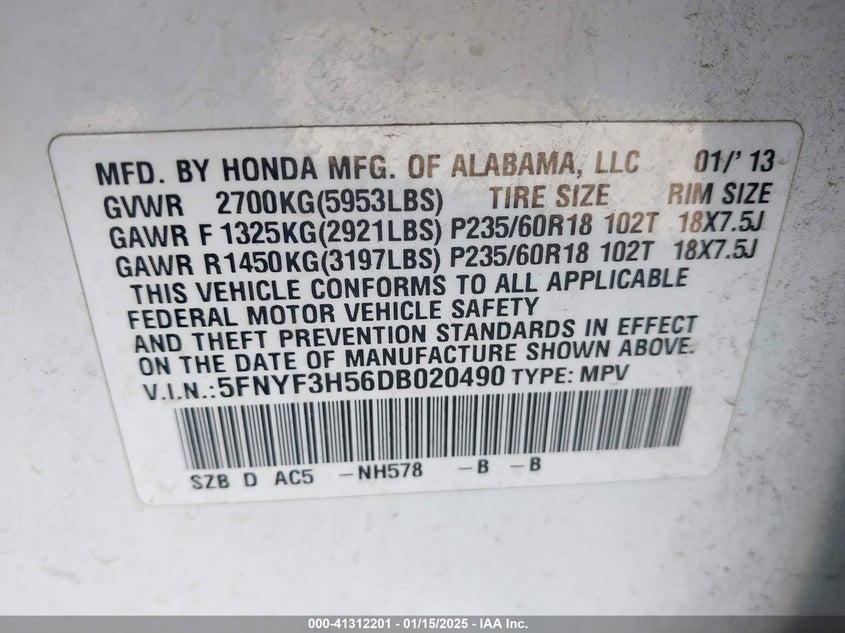 MFD. BY HONDA MFG. OF ALABAMA, LLC 01/'13
GVWR 2700KG(5953LBS) TIRE SIZE RIM SIZE
GAWR F 1325KG(2921LBS) P235/60R18 102T 18X7.5J
GAWR R1450KG(3197LBS) P235/60R18 102T 18X7.5J
THIS VEHICLE CONFORMS TO ALL APPLICABLE
FEDERAL MOTOR VEHICLE SAFETY
AND THEFT PREVENTION STANDARDS IN EFFECT
ON THE DATE OF MANUFACTURE SHOWN ABOVE.
V.I.N.:5FNYF3H56DB020490 TYPE: MPV
SZB D AC5 -NH578 -B -B
000-41312201 - 01/15/2025 - IAA Inc.